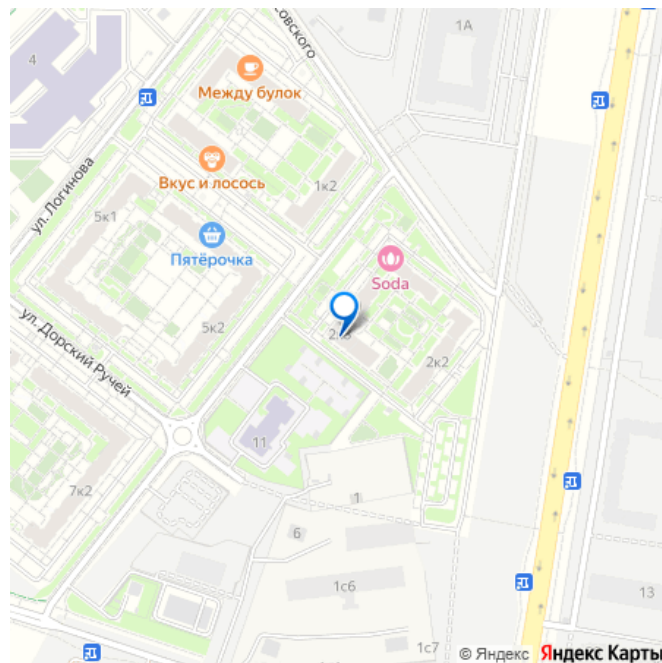 1А
4
Между булок
ул. Логинова
Вкус и лосось
1к2
5к1
Пятёрочка
Soda
5к2
2к2
ул. Дорский Ручей
11
7к2
1
6
1с6
13
1с7
© Яндекс Яндекс Карты